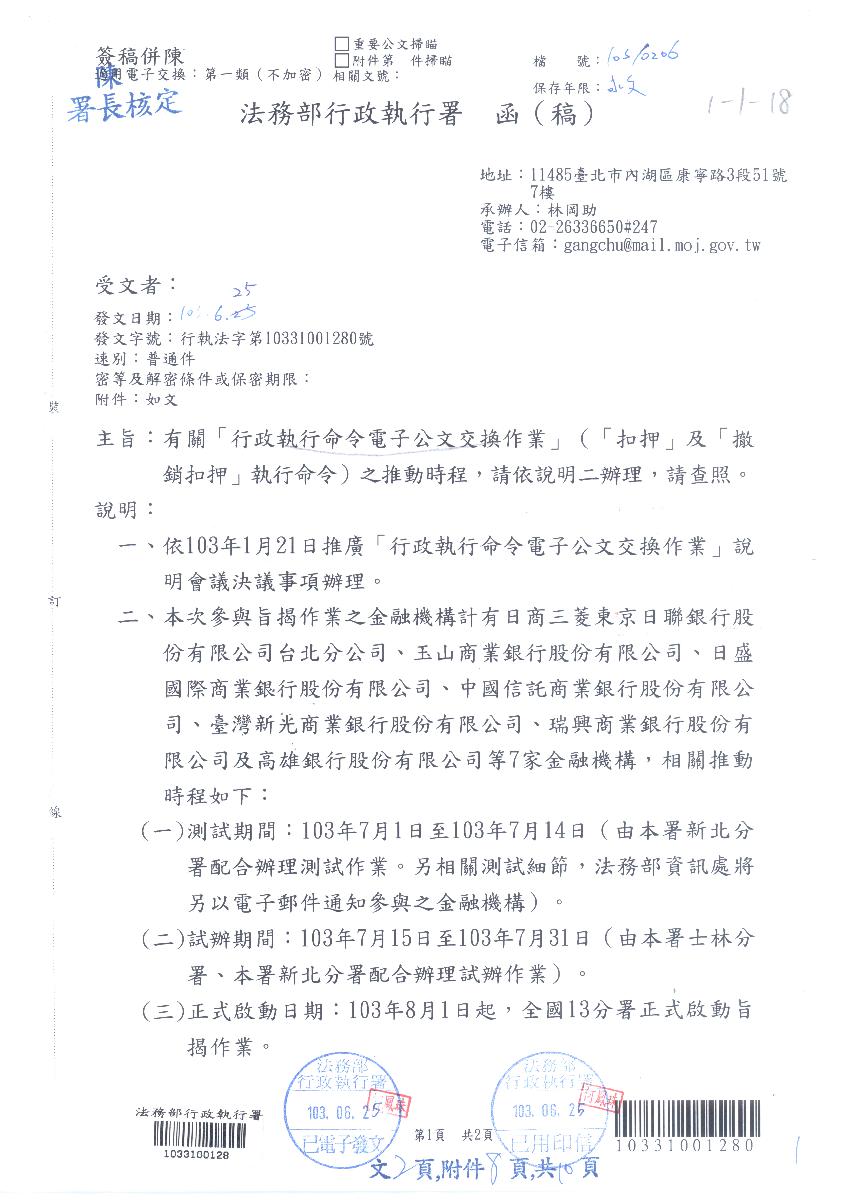 簽稿併陳
□重要公文掃瞄
□附件第　件掃瞄
適用電子交換：第一類（不加密）相關文號：
檔　　號：105/0206
保存年限：永久
陳
署長核定
法務部行政執行署　函（稿）
1-1-18
地址：11485臺北市內湖區康寧路3段51號
7樓
承辦人：林岡助
電話：02-26336650#247
電子信箱：gangchu@mail.moj.gov.tw
受文者：
25
發文日期：103.6.25
發文字號：行執法字第10331001280號
速別：普通件
密等及解密條件或保密期限：
附件：如文
主旨：有關「行政執行命令電子公文交換作業」（「扣押」及「撤
銷扣押」執行命令）之推動時程，請依說明二辦理，請查照。
說明：
一、依103年1月21日推廣「行政執行命令電子公文交換作業」說
明會議決議事項辦理。
二、本次參與旨揭作業之金融機構計有日商三菱東京日聯銀行股
份有限公司台北分公司、玉山商業銀行股份有限公司、日盛
國際商業銀行股份有限公司、中國信託商業銀行股份有限公
司、臺灣新光商業銀行股份有限公司、瑞興商業銀行股份有
限公司及高雄銀行股份有限公司等7家金融機構，相關推動
時程如下：
(一)測試期間：103年7月1日至103年7月14日（由本署新北分
署配合辦理測試作業。另相關測試細節，法務部資訊處將
另以電子郵件通知參與之金融機構）。
(二)試辦期間：103年7月15日至103年7月31日（由本署士林分
署、本署新北分署配合辦理試辦作業）。
(三)正式啟動日期：103年8月1日起，全國13分署正式啟動旨
揭作業。
裝
訂
線
法務部行政執行署
1033100128
法務部
行政執行署
103. 06. 25
已電子發文
第1頁　共2頁
法務部
行政執行署
103. 06. 25
已用印信
10331001280
文2頁,附件8頁,共10頁
1